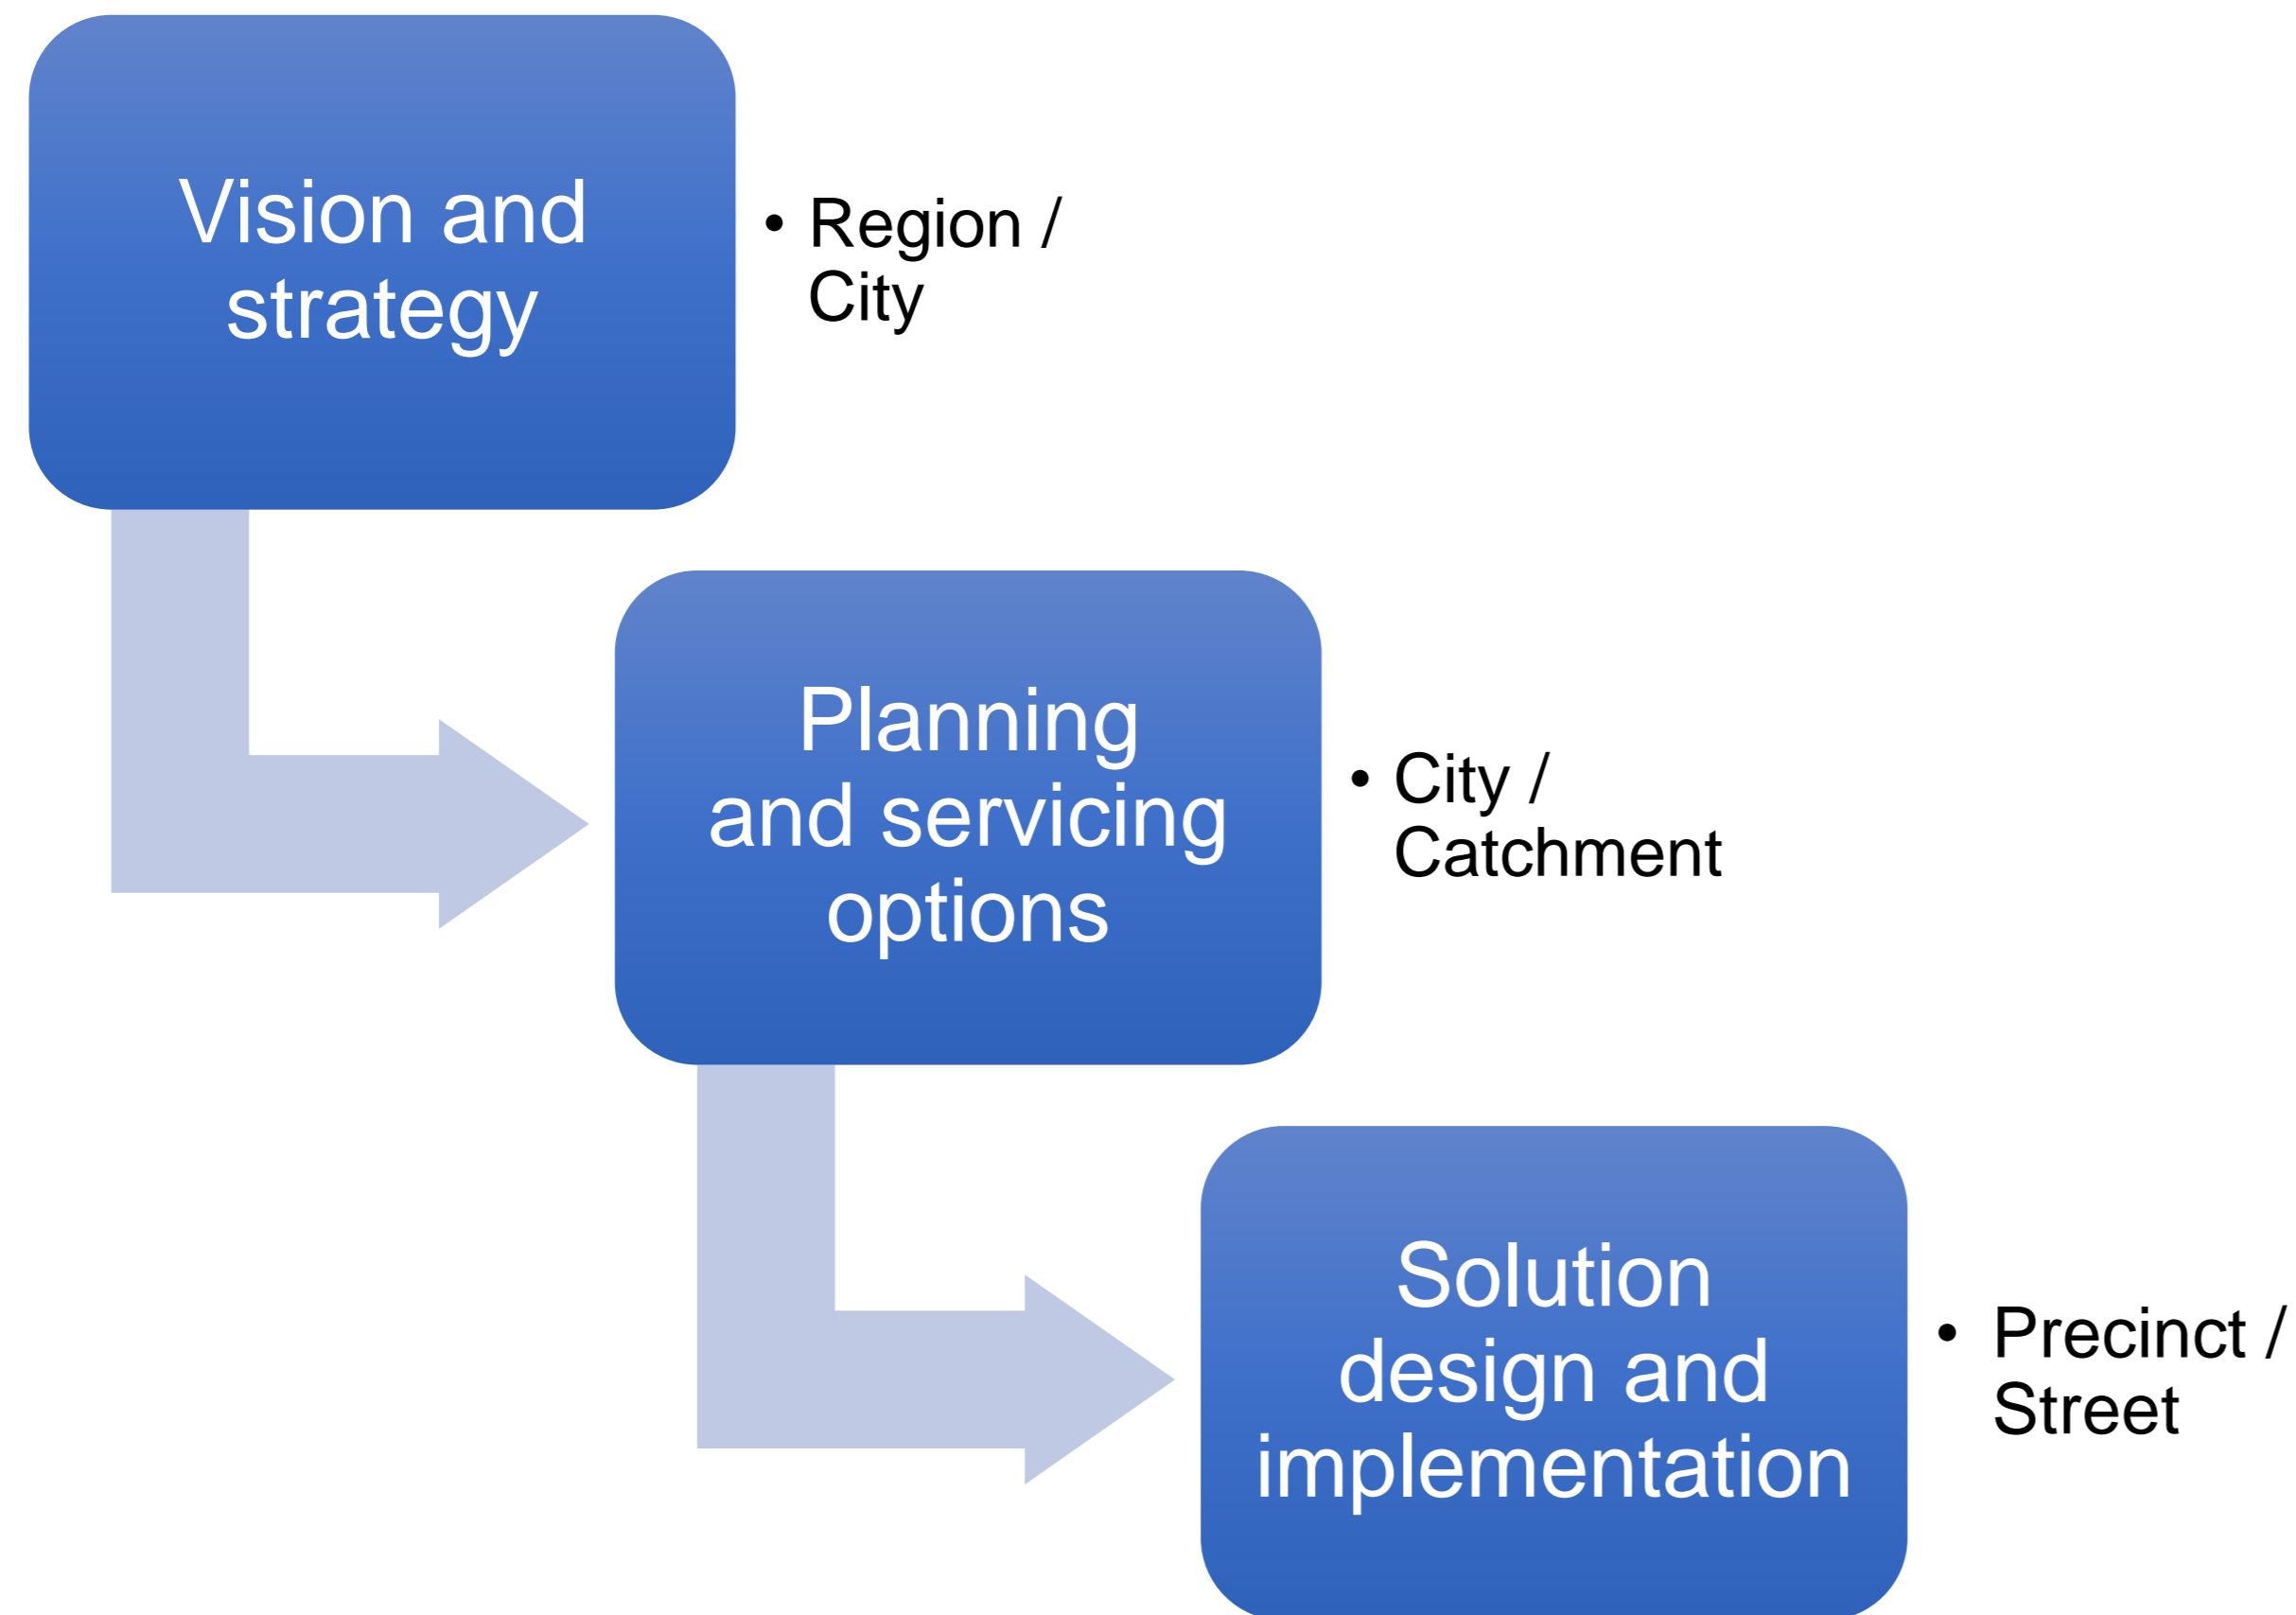 Vision and
strategy
• Region /
City
Planning
and servicing
options
• City /
Catchment
Solution
design and
implementation
• Precinct /
Street